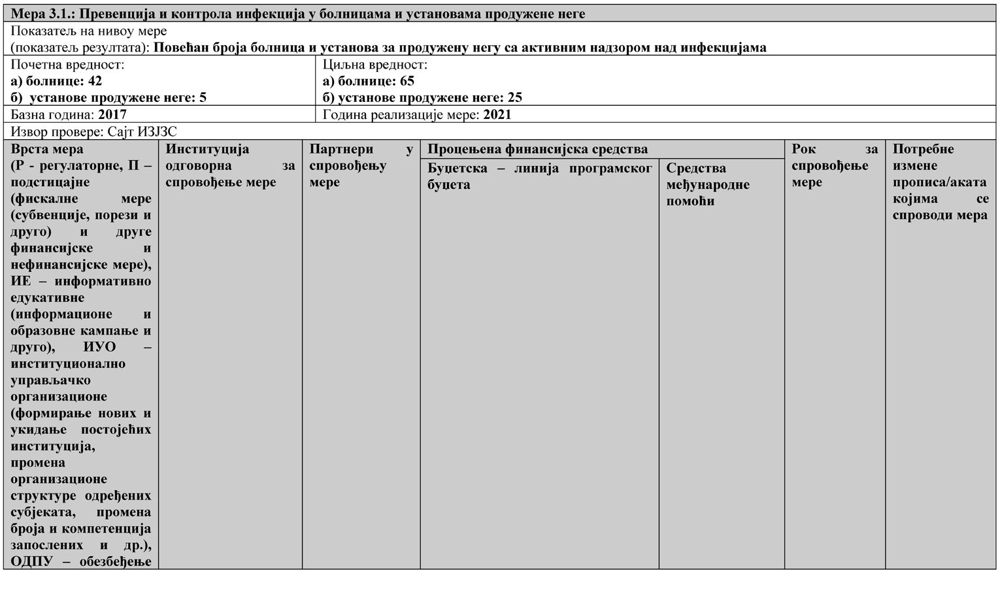 Мера 3.1.: Превенција и контрола инфекција у болницама и установама продужене неге
Показатељ на нивоу мере
(показатељ резултата): Повећан броја болница и установа за продужену негу са активним надзором над инфекцијама
Почетна вредност:
а) болнице: 42
б) установе продужене неге: 5
Циљна вредност:
а) болнице: 65
б) установе продужене неге: 25
Базна година: 2017
Година реализације мере: 2021
Извор провере: Сајт ИЗЈЗС
Врста мера
(Р - регулаторне, П –
подстицајне
(фискалне мере
(субвенције, порези и
друго) и друге
финансијске и
нефинансијске мере),
ИЕ – информативно
едукативне
(информационе и
образовне кампање и
друго), ИУО –
институционално
управљачко
организационе
(формирање нових и
укидање постојећих
институција,
промена
организационе
структуре одређених
субјеката, промена
броја и компетенција
запослених и др.),
ОДПУ – обезбеђење
Институција
одговорна за
спровођење мере
Партнери у
спровођењу
мере
Процењена финансијска средства
Буџетска – линија програмског
буџета
Средства
међународне
помоћи
Рок за
спровођење
мере
Потребне
измене
прописа/аката
којима се
спроводи мера